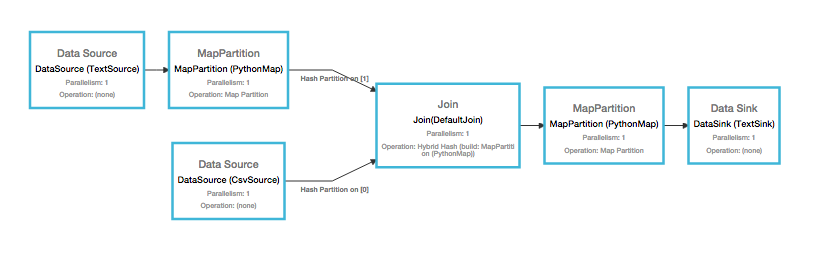 Data Source
DataSource (TextSource)
Parallelism: 1
Operation: (none)
MapPartition
MapPartition (PythonMap)
Parallelism: 1
Operation: Map Partition
Hash Partition on [1]
Data Source
DataSource (CsvSource)
Parallelism: 1
Operation: (none)
Hash Partition on [0]
Join
Join(DefaultJoin)
Parallelism: 1
Operation: Hybrid Hash (build: MapPartiti
on (PythonMap))
MapPartition
MapPartition (PythonMap)
Parallelism: 1
Operation: Map Partition
Data Sink
DataSink (TextSink)
Parallelism: 1
Operation: (none)